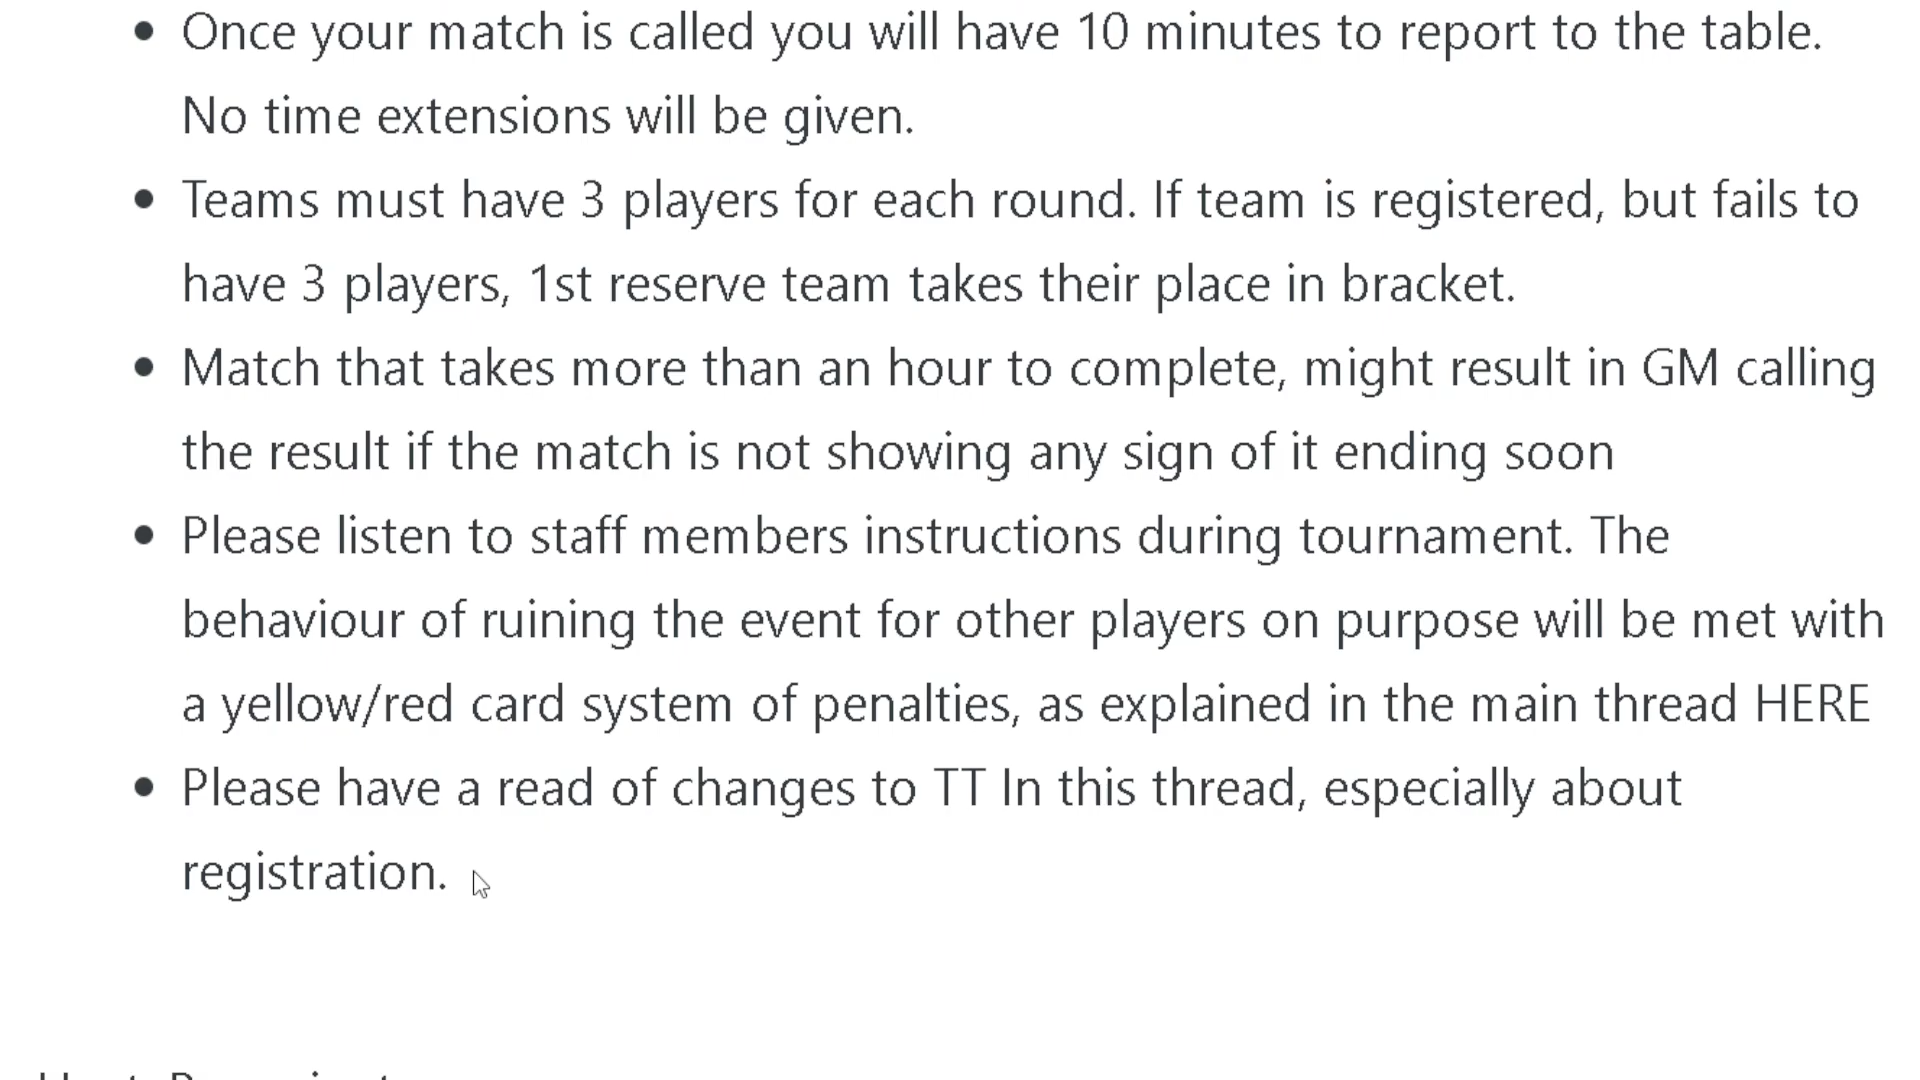 Once your match is called you will have 10 minutes to report to the table.
No time extensions will be given.
Teams must have 3 players for each round. If team is registered, but fails to
have 3 players, 1st reserve team takes their place in bracket.
Match that takes more than an hour to complete, might result in GM calling
the result if the match is not showing any sign of it ending soon
Please listen to staff members instructions during tournament. The
behaviour of ruining the event for other players on purpose will be met with
a yellow/red card system of penalties, as explained in the main thread HERE
Please have a read of changes to TT In this thread, especially about
registration.